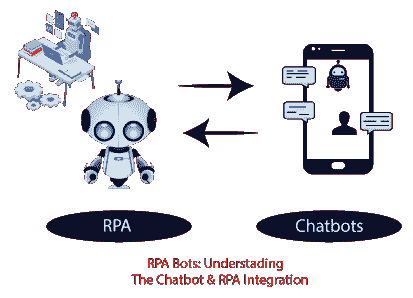 RPA
Chatbots
RPA Bots: Understading
The Chatbot & RPA Integration